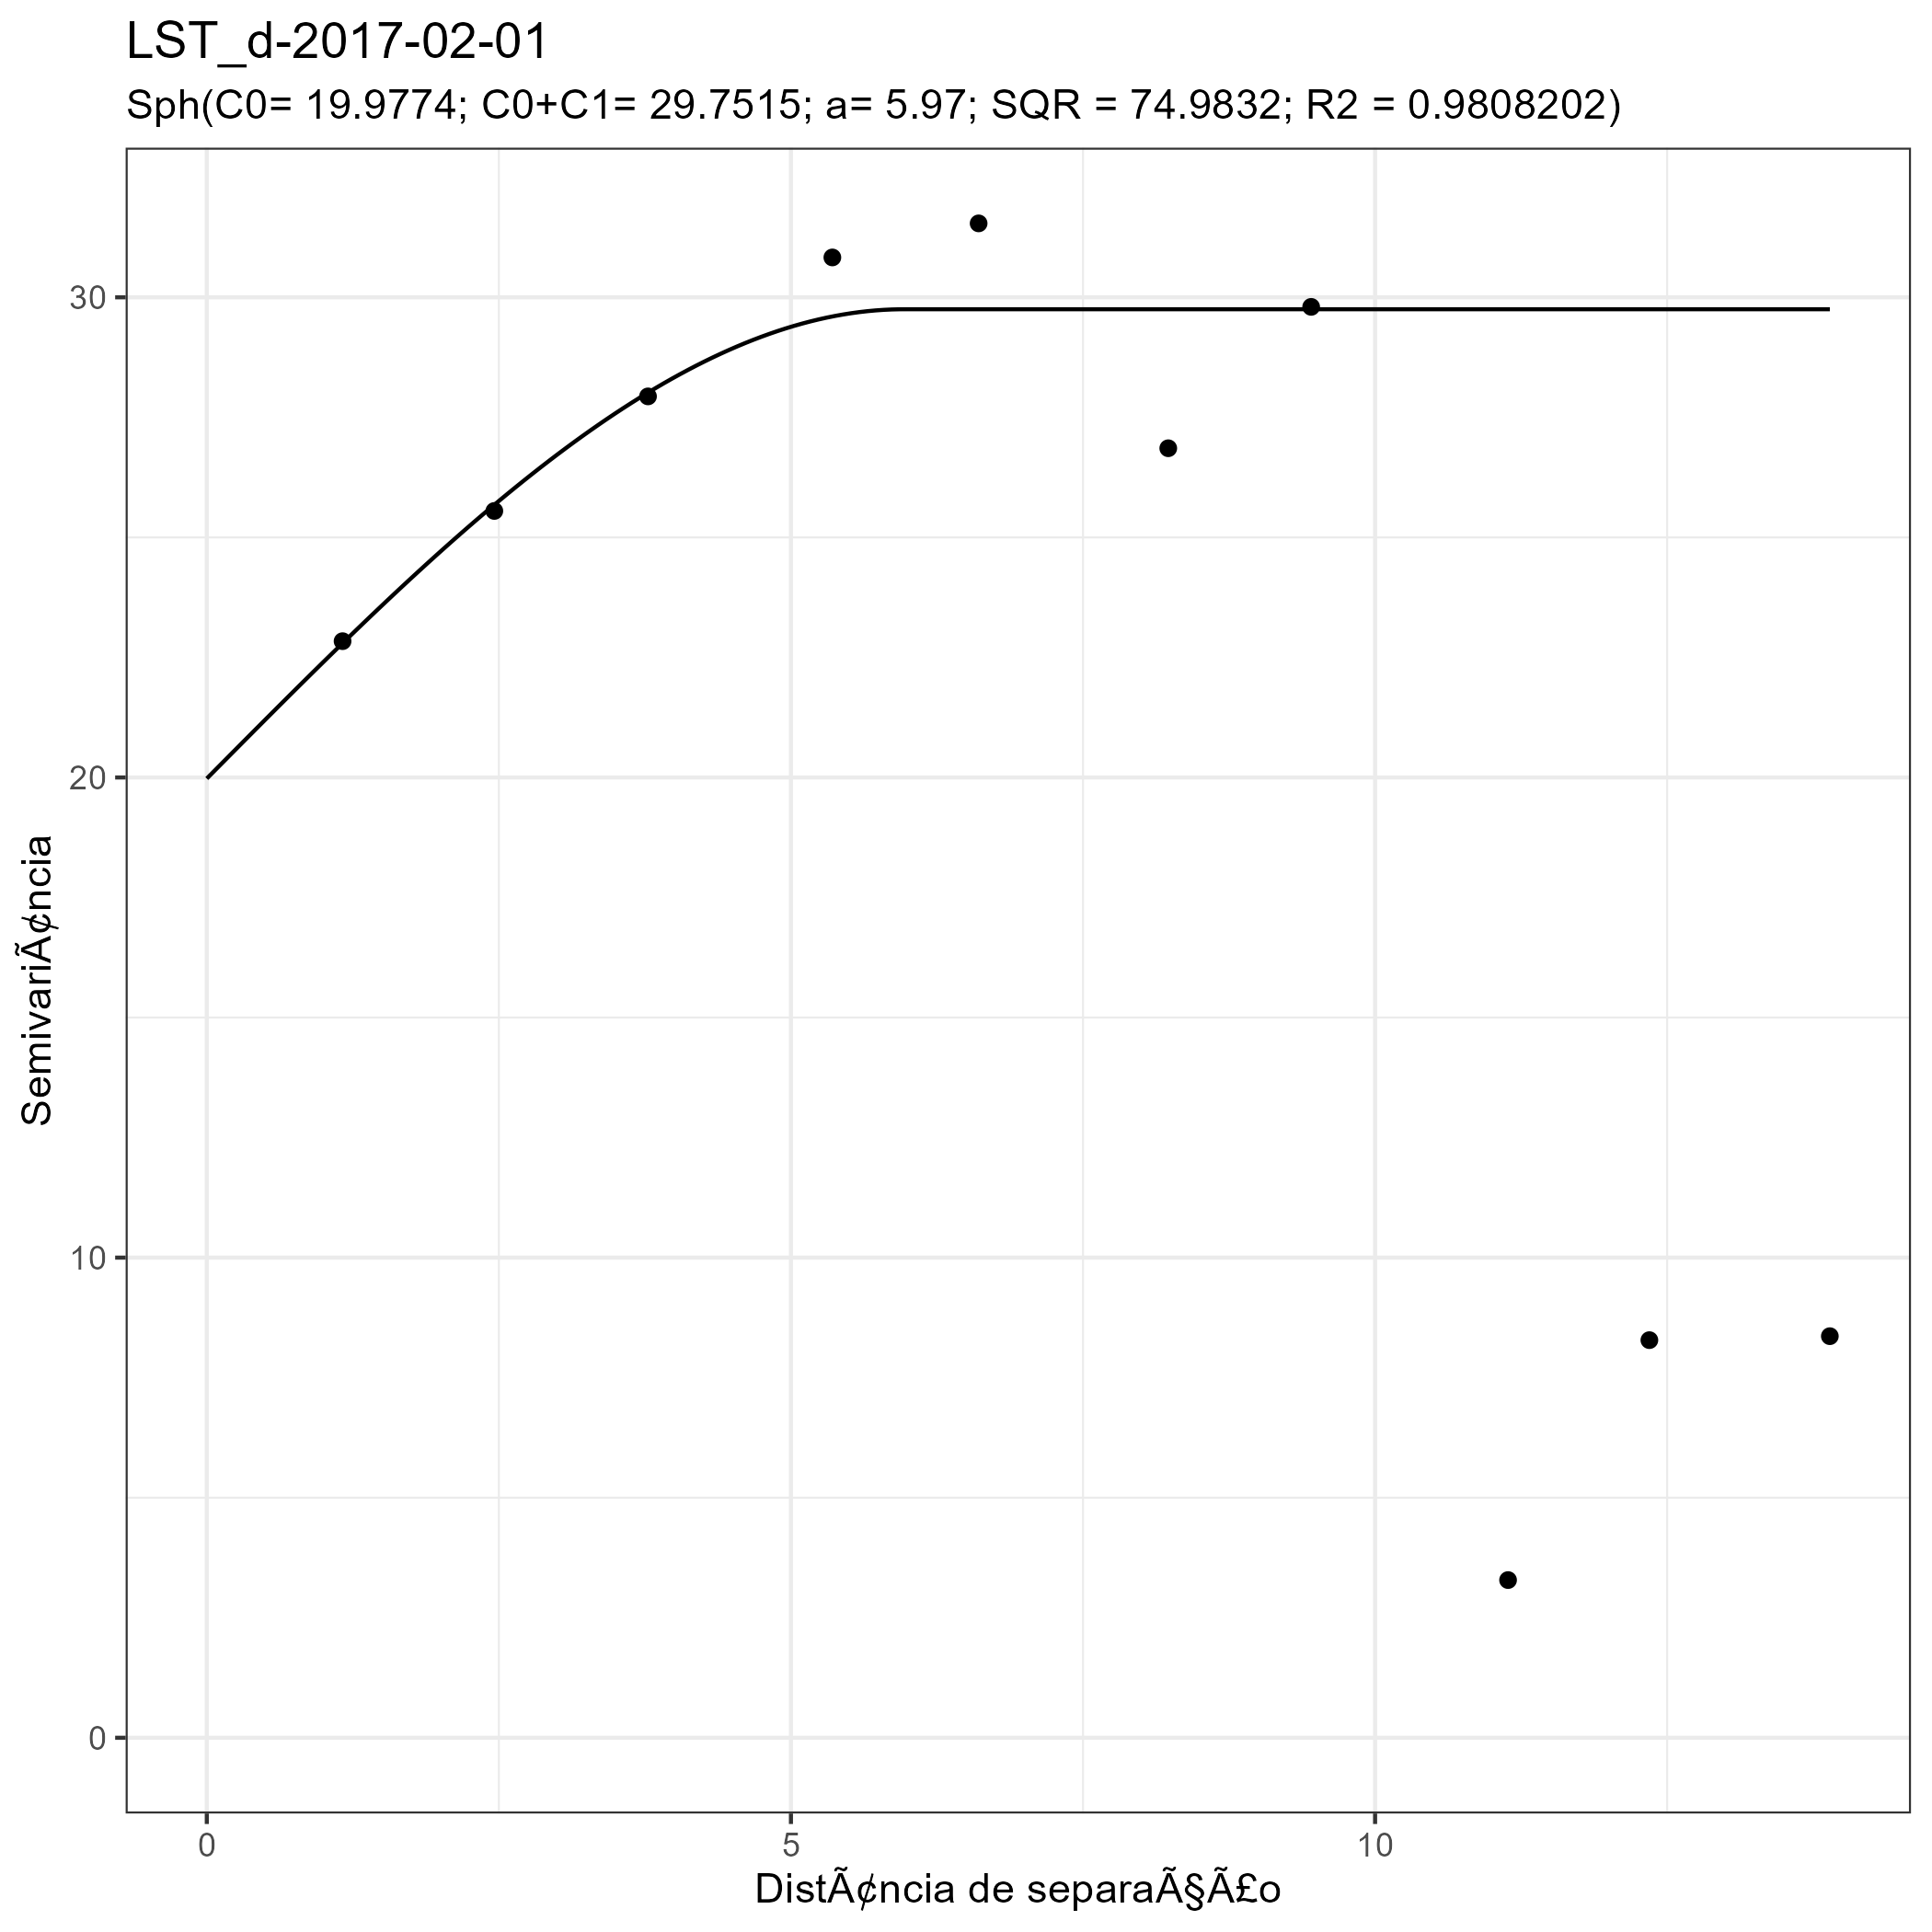 LST_d-2017-02-01
Sph(C0= 19.9774; C0+C1= 29.7515; a= 5.97; SQR = 74.9832; R2 = 0.9808202)
30
20
10
0
SemivariÃ¢ncia
0
5
10
DistÃ¢ncia de separaÃ§Ã£o